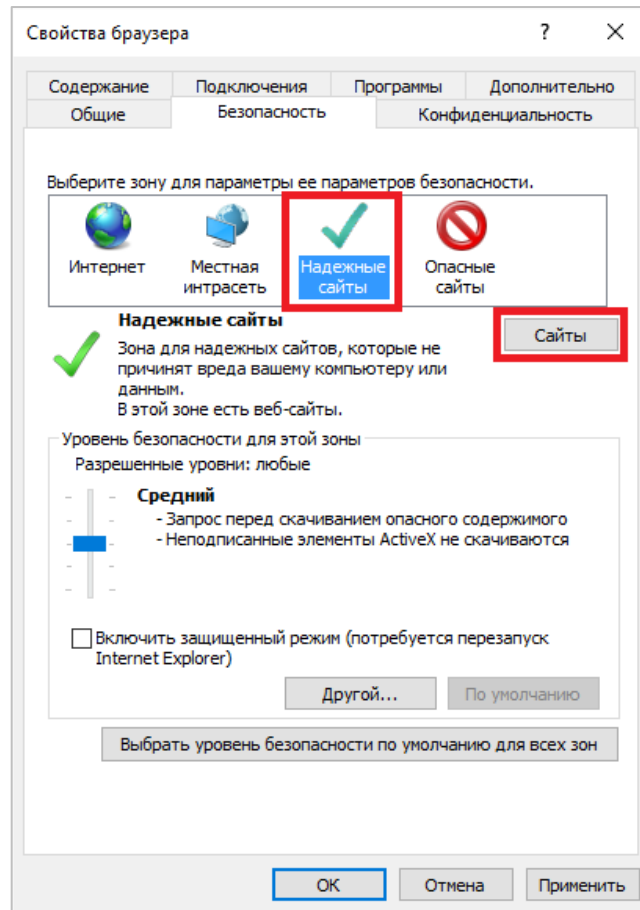 Свойства браузера
?
Содержание Подключения Программы Дополнительно
Общие Безопасность Конфиденциальность
Выберите зону для параметры ее параметров безопасности.
Интернет
Местная
интрасеть
Надежные
сайты
Опасные
сайты
Надежные сайты
Сайты
Зона для надежных сайтов, которые не
причинят вреда вашему компьютеру или
данным.
В этой зоне есть веб-сайты.
Уровень безопасности для этой зоны
Разрешенные уровни: любые
Средний
- Запрос перед скачиванием опасного содержимого
- Неподписанные элементы ActiveX не скачиваются
Включить защищенный режим (потребуется перезапуск
Internet Explorer)
Другой... По умолчанию
Выбрать уровень безопасности по умолчанию для всех зон
ОК Отмена Применить